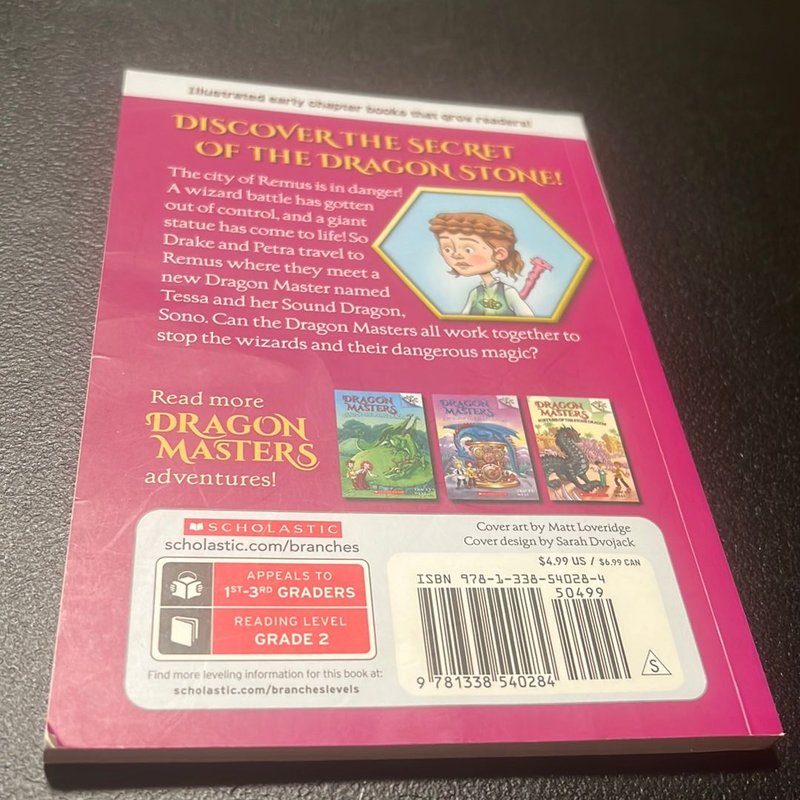 Illustrated early chapter books that grow readers!
DISCOVER THE SECRET
OF THE DRAGON STONE!
The city of Remus is in danger!
A wizard battle has gotten
out of control, and a giant
statue has come to life! So
Drake and Petra travel to
Remus where they meet a
new Dragon Master named
Tessa and her Sound Dragon,
Sono. Can the Dragon Masters all work together to
stop the wizards and their dangerous magic?
Read more
DRAGON
MASTERS
adventures!
DRAGON
MASTERS
DRAGON
MASTERS
DRAGON
MASTERS
FORTRESS OF THE STONE DRAGON
SCHOLASTIC
scholastic.com/branches
Cover art by Matt Loveridge
Cover design by Sarah Dvojack
$4.99 US / $6.99 CAN
APPEALS TO
1ST–3RD GRADERS
READING LEVEL
GRADE 2
Find more leveling information for this book at:
scholastic.com/brancheslevels
ISBN 978-1-338-54028-4
50499
9 781338 540284
S